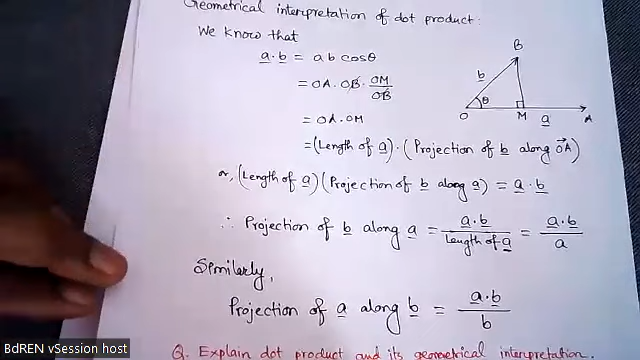 Geometrical interpretation of dot product:
We know that
a·b = ab cosθ
= OA·OB·OM/OB
= OA·OM
= (Length of a)·(Projection of b along OA)
or, (Length of a)(Projection of b along a) = a·b
∴ Projection of b along a = a·b/Length of a = a·b/a
Similarly,
Projection of a along b = a·b/b
Q. Explain dot product and its geometrical interpretation.
B
b
θ
O
M
a
A
BdREN vSession host